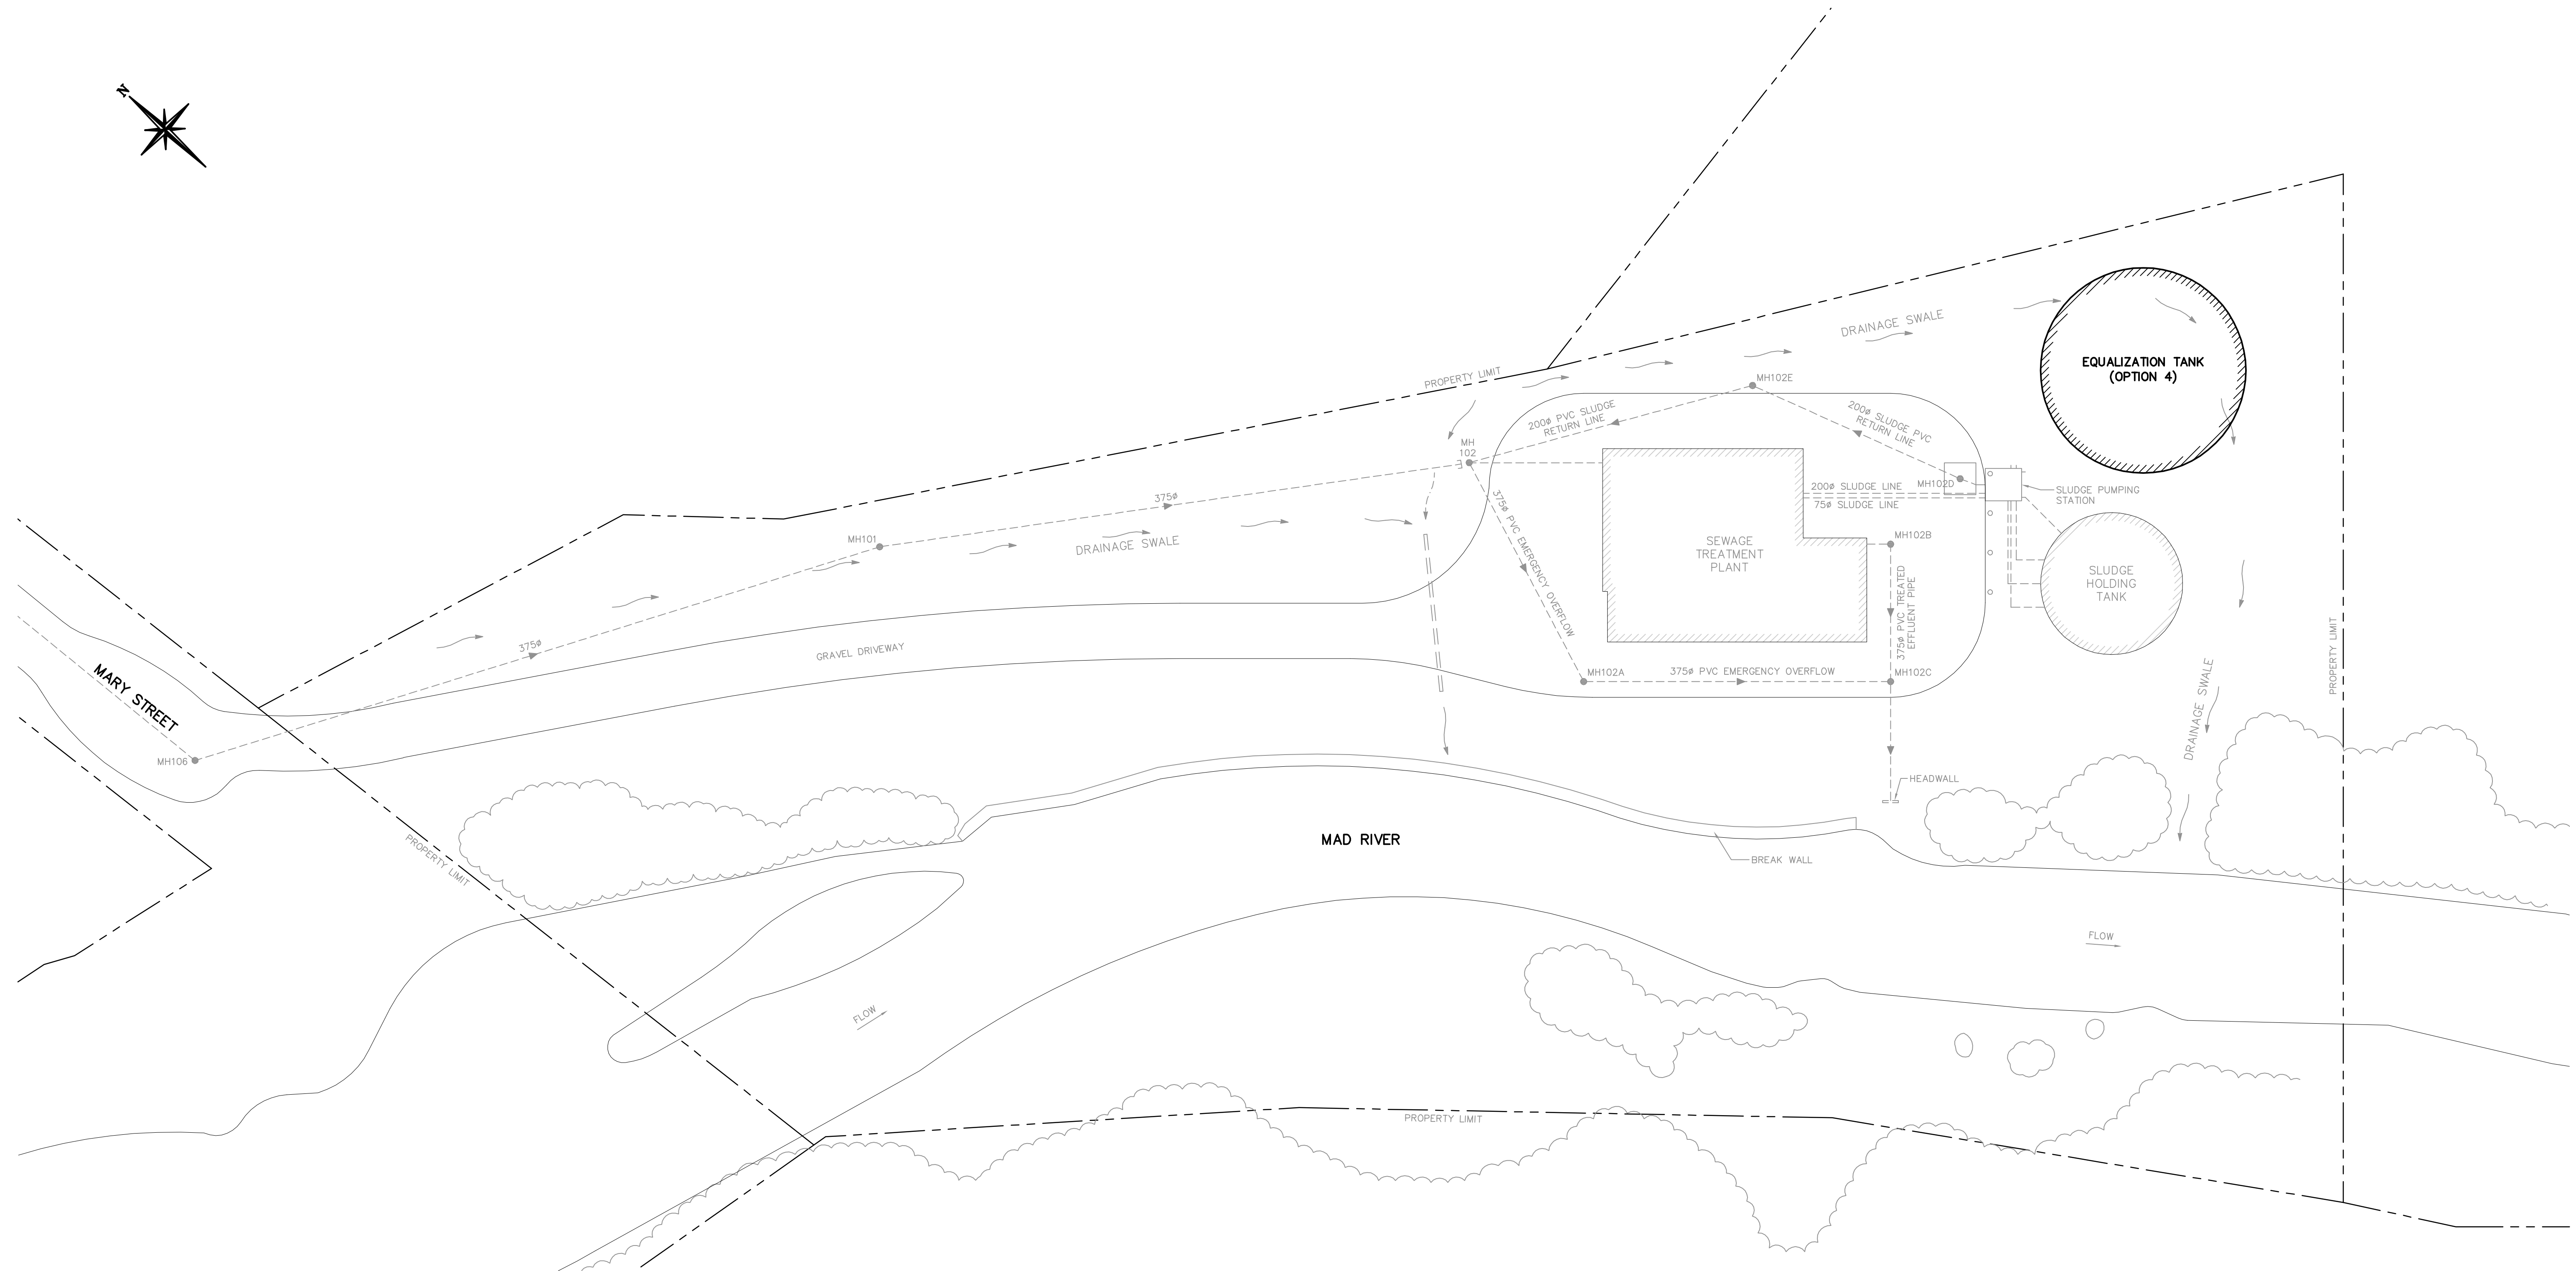 N
DRAINAGE SWALE
EQUALIZATION TANK
(OPTION 4)
PROPERTY LIMIT
MH102E
200ø PVC SLUDGE
RETURN LINE
200ø SLUDGE PVC
RETURN LINE
MH
102
MH102D
200ø SLUDGE LINE
75ø SLUDGE LINE
SLUDGE PUMPING
STATION
375ø
MH101
DRAINAGE SWALE
375ø PVC EMERGENCY OVERFLOW
SEWAGE
TREATMENT
PLANT
MH102B
375ø PVC TREATED
EFFLUENT PIPE
SLUDGE
HOLDING
TANK
375ø
GRAVEL DRIVEWAY
MH102A
375ø PVC EMERGENCY OVERFLOW
MH102C
PROPERTY LIMIT
MARY STREET
MH106
DRAINAGE SWALE
HEADWALL
PROPERTY LIMIT
MAD RIVER
BREAK WALL
FLOW
FLOW
PROPERTY LIMIT